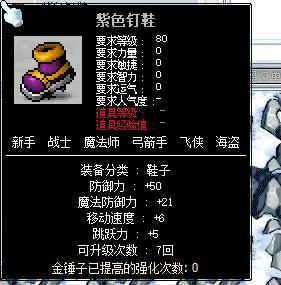 紫色钉鞋
要求等级： 80
要求力量： 0
要求敏捷： 0
要求智力： 0
要求运气： 0
要求人气度： -
道具等级： -
道具经验值： -
新手 战士 魔法师 弓箭手 飞侠 海盗
装备分类 : 鞋子
防御力 : +50
魔法防御力 : +21
移动速度 : +6
跳跃力 : +5
可升级次数 : 7回
金锤子已提高的强化次数: 0